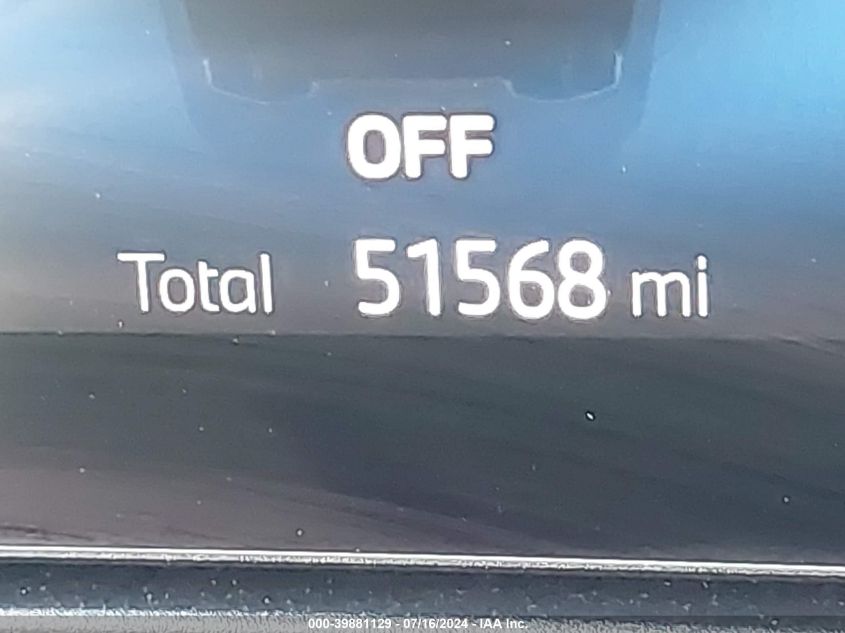 OFF
Total 51568 mi
000-39881129 - 07/16/2024 - IAA Inc.